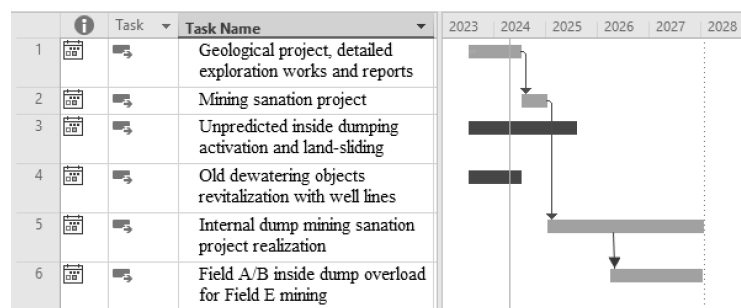 Task Task Name 2023 2024 2025 2026 2027 2028
1 Geological project, detailed
exploration works and reports
2 Mining sanation project
3 Unpredicted inside dumping
activation and land-sliding
4 Old dewatering objects
revitalization with well lines
5 Internal dump mining sanation
project realization
6 Field A/B inside dump overload
for Field E mining